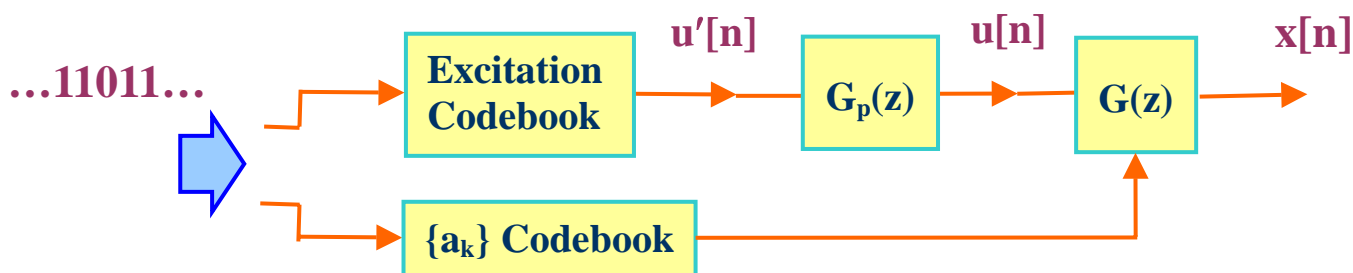 …11011…
Excitation
Codebook
u′[n]
Gₚ(z)
u[n]
G(z)
x[n]
{aₖ} Codebook